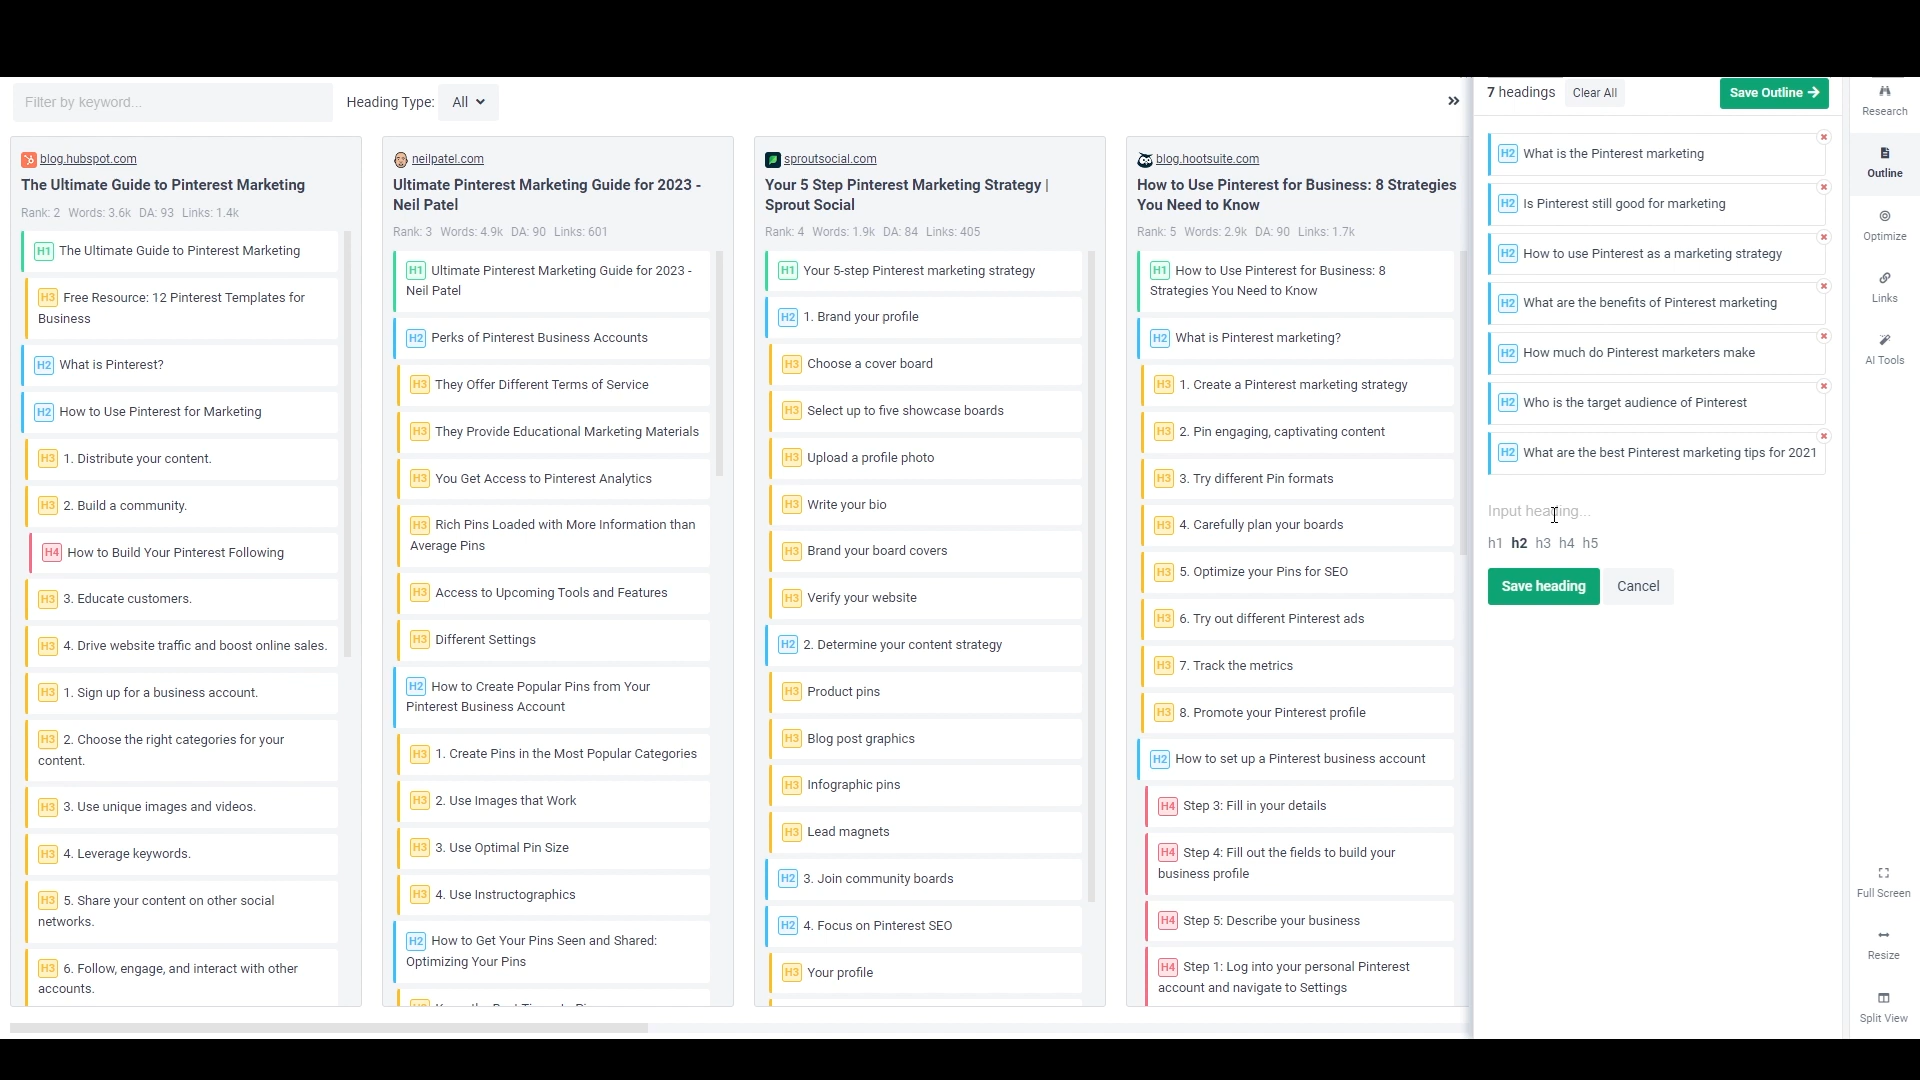 Filter by keyword...
Heading Type: All
blog.hubspot.com
The Ultimate Guide to Pinterest Marketing
Rank: 2 Words: 3.6k DA: 93 Links: 1.4k
H1 The Ultimate Guide to Pinterest Marketing
H3 Free Resource: 12 Pinterest Templates for
Business
H2 What is Pinterest?
H2 How to Use Pinterest for Marketing
H3 1. Distribute your content.
H3 2. Build a community.
H4 How to Build Your Pinterest Following
H3 3. Educate customers.
H3 4. Drive website traffic and boost online sales.
H3 1. Sign up for a business account.
H3 2. Choose the right categories for your
content.
H3 3. Use unique images and videos.
H3 4. Leverage keywords.
H3 5. Share your content on other social
networks.
H3 6. Follow, engage, and interact with other
accounts.
neilpatel.com
Ultimate Pinterest Marketing Guide for 2023 -
Neil Patel
Rank: 3 Words: 4.9k DA: 90 Links: 601
H1 Ultimate Pinterest Marketing Guide for 2023 -
Neil Patel
H2 Perks of Pinterest Business Accounts
H3 They Offer Different Terms of Service
H3 They Provide Educational Marketing Materials
H3 You Get Access to Pinterest Analytics
H3 Rich Pins Loaded with More Information than
Average Pins
H3 Access to Upcoming Tools and Features
H3 Different Settings
H2 How to Create Popular Pins from Your
Pinterest Business Account
H3 1. Create Pins in the Most Popular Categories
H3 2. Use Images that Work
H3 3. Use Optimal Pin Size
H3 4. Use Instructographics
H2 How to Get Your Pins Seen and Shared:
Optimizing Your Pins
sproutsocial.com
Your 5 Step Pinterest Marketing Strategy |
Sprout Social
Rank: 4 Words: 1.9k DA: 84 Links: 405
H1 Your 5-step Pinterest marketing strategy
H2 1. Brand your profile
H3 Choose a cover board
H3 Select up to five showcase boards
H3 Upload a profile photo
H3 Write your bio
H3 Brand your board covers
H3 Verify your website
H2 2. Determine your content strategy
H3 Product pins
H3 Blog post graphics
H3 Infographic pins
H3 Lead magnets
H2 3. Join community boards
H2 4. Focus on Pinterest SEO
H3 Your profile
blog.hootsuite.com
How to Use Pinterest for Business: 8 Strategies
You Need to Know
Rank: 5 Words: 2.9k DA: 90 Links: 1.7k
H1 How to Use Pinterest for Business: 8
Strategies You Need to Know
H2 What is Pinterest marketing?
H3 1. Create a Pinterest marketing strategy
H3 2. Pin engaging, captivating content
H3 3. Try different Pin formats
H3 4. Carefully plan your boards
H3 5. Optimize your Pins for SEO
H3 6. Try out different Pinterest ads
H3 7. Track the metrics
H3 8. Promote your Pinterest profile
H2 How to set up a Pinterest business account
H4 Step 3: Fill in your details
H4 Step 4: Fill out the fields to build your
business profile
H4 Step 5: Describe your business
H4 Step 1: Log into your personal Pinterest
account and navigate to Settings
7 headings Clear All Save Outline
H2 What is the Pinterest marketing
H2 Is Pinterest still good for marketing
H2 How to use Pinterest as a marketing strategy
H2 What are the benefits of Pinterest marketing
H2 How much do Pinterest marketers make
H2 Who is the target audience of Pinterest
H2 What are the best Pinterest marketing tips for 2021
Input heading...
h1 h2 h3 h4 h5
Save heading Cancel
Research
Outline
Optimize
Links
AI Tools
Full Screen
Resize
Split View